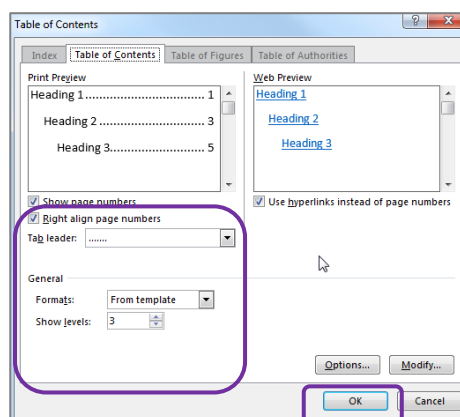 Table of Contents
Index Table of Contents Table of Figures Table of Authorities
Print Preview
Heading 1.................................. 1
Heading 2 ............................... 3
Heading 3............................ 5
Web Preview
Heading 1
Heading 2
Heading 3
Show page numbers
Use hyperlinks instead of page numbers
Right align page numbers
Tab leader: .......
General
Formats: From template
Show levels: 3
Options... Modify...
OK Cancel